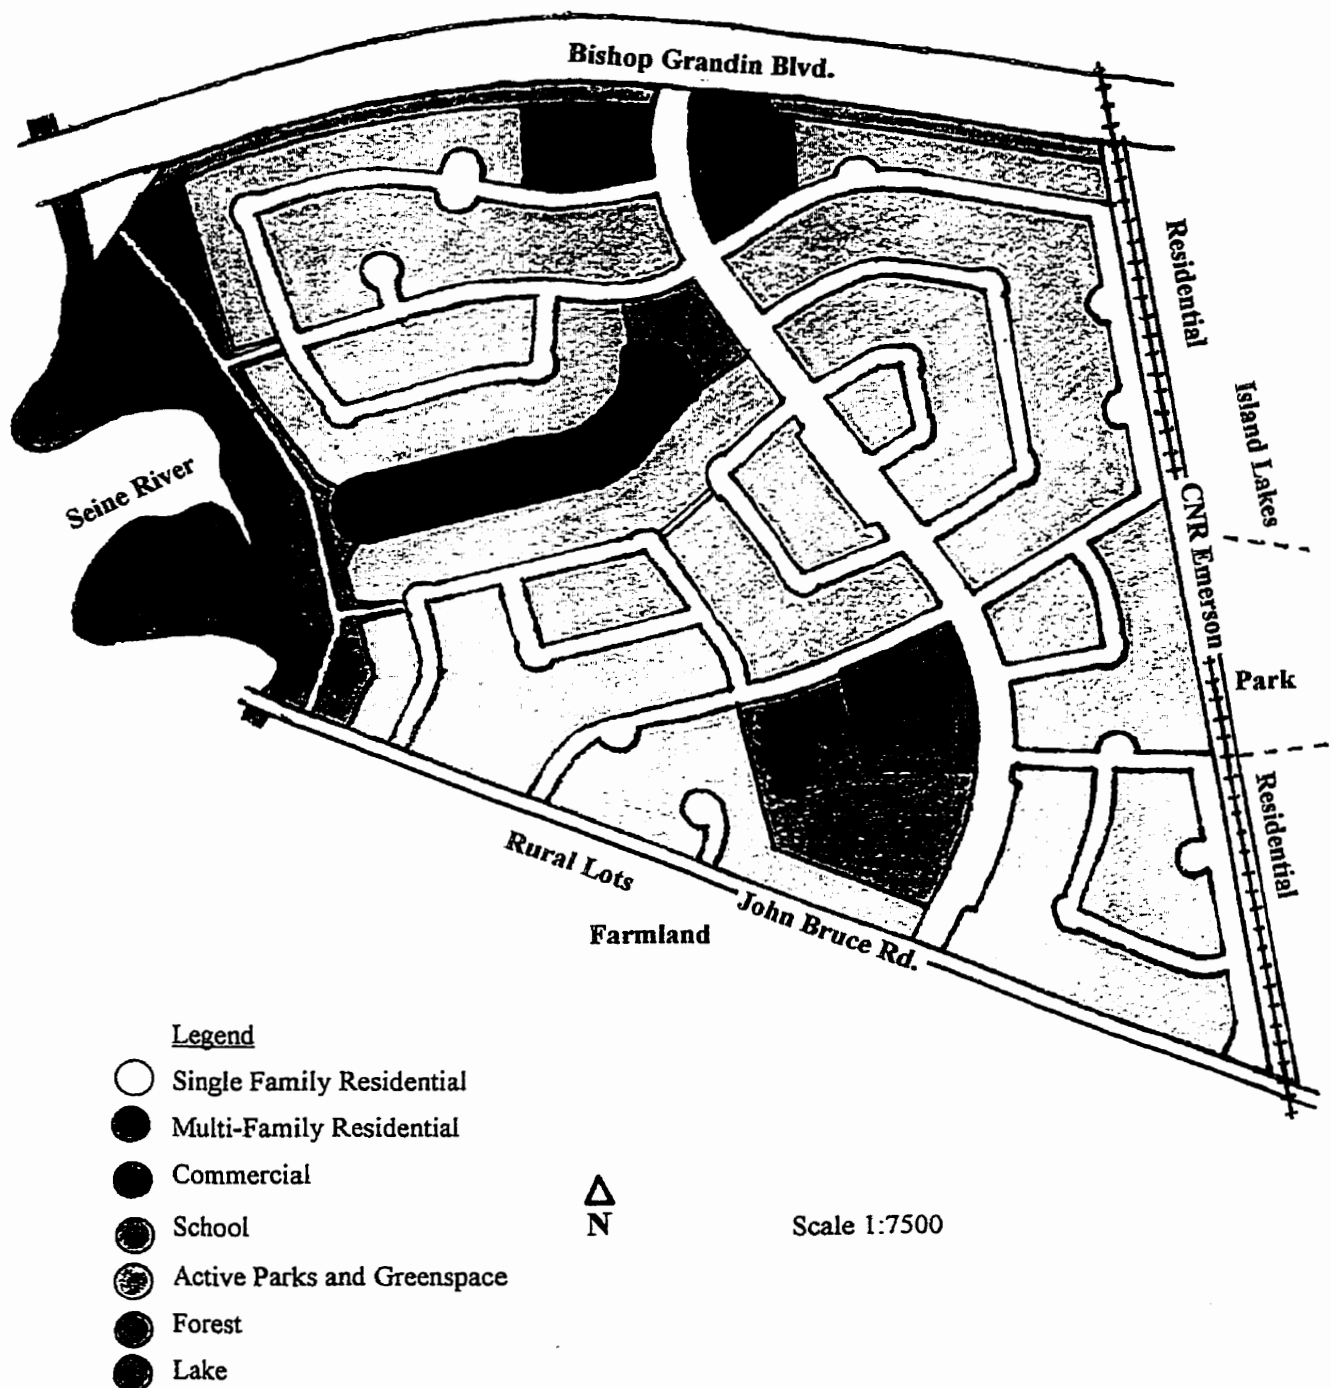 Bishop Grandin Blvd.
Residential
Island Lakes
Seine River
CNR Emerson
Park
Residential
Rural Lots
John Bruce Rd.
Farmland
Legend
Single Family Residential
Multi-Family Residential
Commercial
School
Active Parks and Greenspace
Forest
Lake
N
Scale 1:7500